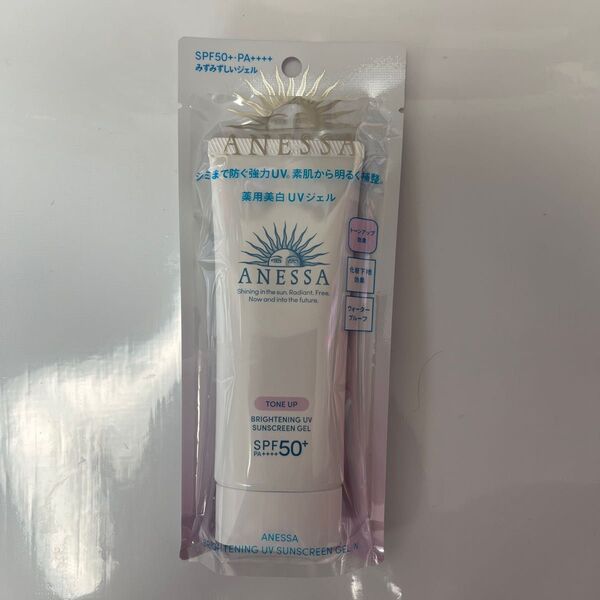 SPF50+・PA++++
みずみずしいジェル
ANESSA
シミまで防ぐ強力UV。素肌から明るく補整。
薬用美白UVジェル
トーンアップ
効果
化粧下地
効果
ウォーター
プルーフ
ANESSA
Shining in the sun. Radiant. Free.
Now and into the future.
TONE UP
BRIGHTENING UV
SUNSCREEN GEL
SPF50+
PA++++
ANESSA
BRIGHTENING UV SUNSCREEN GEL N